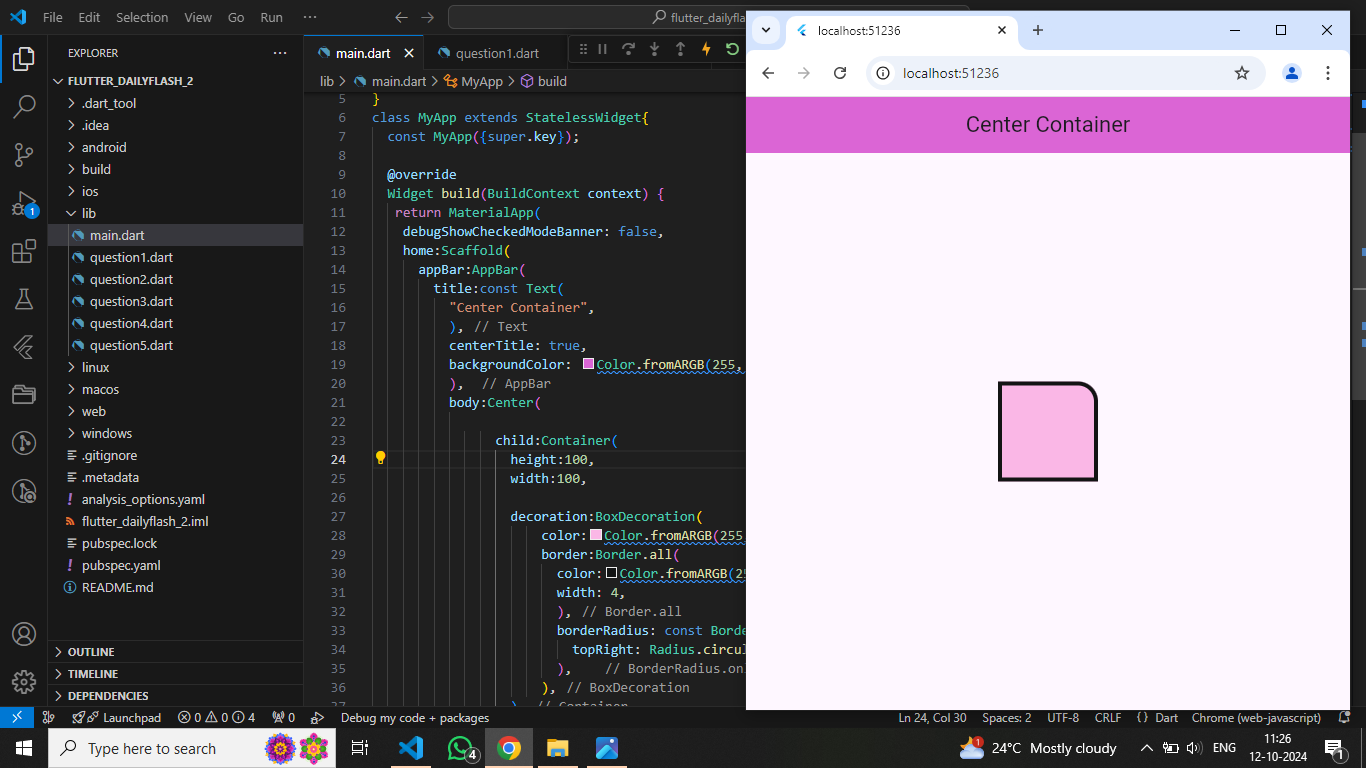 File Edit Selection View Go Run ···
flutter_dailyfla
EXPLORER
FLUTTER_DAILYFLASH_2
.dart_tool
.idea
android
build
ios
lib
main.dart
question1.dart
question2.dart
question3.dart
question4.dart
question5.dart
linux
macos
web
windows
.gitignore
.metadata
analysis_options.yaml
flutter_dailyflash_2.iml
pubspec.lock
pubspec.yaml
README.md
OUTLINE
TIMELINE
DEPENDENCIES
main.dart question1.dart
lib > main.dart > MyApp > build
5 }
6 class MyApp extends StatelessWidget{
7 const MyApp({super.key});
8
9 @override
10 Widget build(BuildContext context) {
11 return MaterialApp(
12 debugShowCheckedModeBanner: false,
13 home:Scaffold(
14 appBar:AppBar(
15 title:const Text(
16 "Center Container",
17 ), // Text
18 centerTitle: true,
19 backgroundColor: Color.fromARGB(255,
20 ), // AppBar
21 body:Center(
22
23 child:Container(
24 height:100,
25 width:100,
26
27 decoration:BoxDecoration(
28 color: Color.fromARGB(255,
29 border:Border.all(
30 color: Color.fromARGB(25
31 width: 4,
32 ), // Border.all
33 borderRadius: const Borde
34 topRight: Radius.circul
35 ), // BorderRadius.on
36 ), // BoxDecoration
37 ), // Container
localhost:51236
localhost:51236
Center Container
1
Launchpad 0 0 4 0 Debug my code + packages
Ln 24, Col 30 Spaces: 2 UTF-8 CRLF {} Dart Chrome (web-javascript)
Type here to search
4
1
24°C Mostly cloudy
ENG
11:26
12-10-2024
1